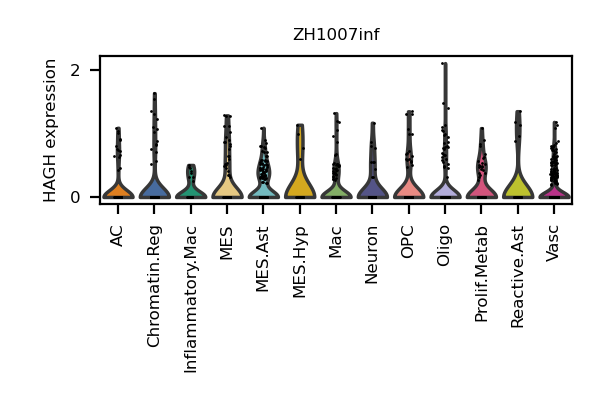 ZH1007inf
HAGH expression
2
0
AC
Chromatin.Reg
Inflammatory.Mac
MES
MES.Ast
MES.Hyp
Mac
Neuron
OPC
Oligo
Prolif.Metab
Reactive.Ast
Vasc